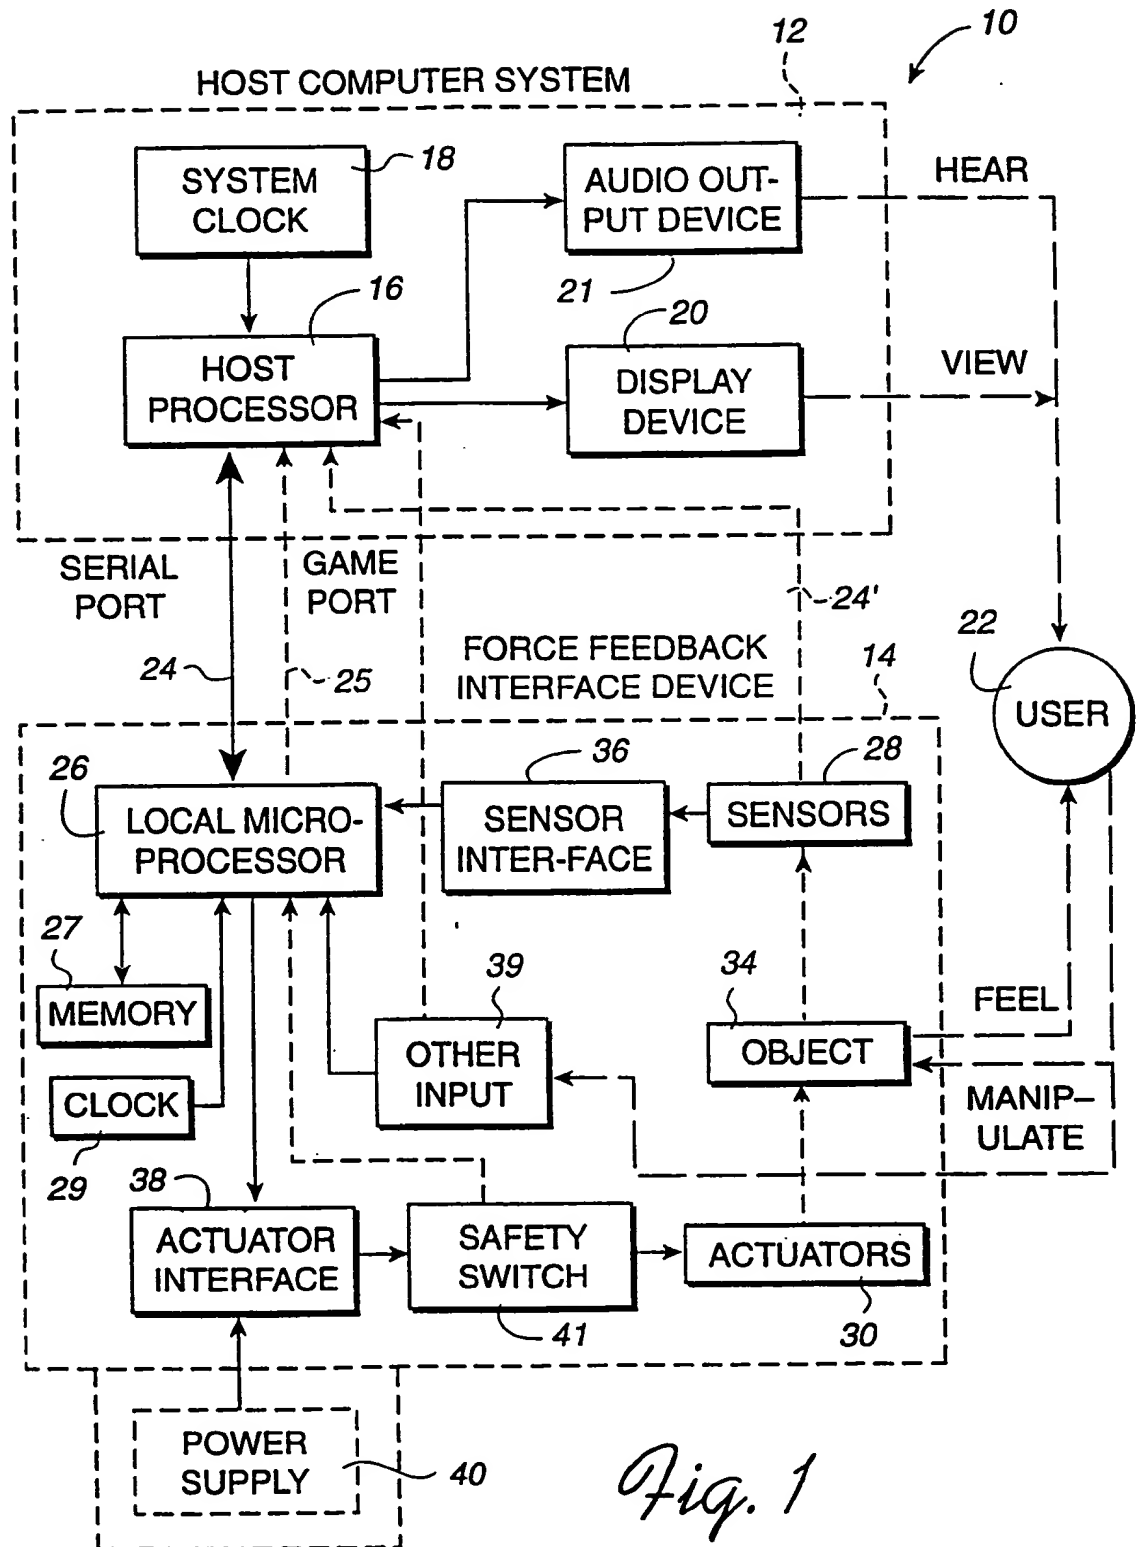 10
12
HOST COMPUTER SYSTEM
18
SYSTEM
CLOCK
AUDIO OUT-
PUT DEVICE
HEAR
21
16
20
HOST
PROCESSOR
DISPLAY
DEVICE
VIEW
SERIAL
PORT
GAME
PORT
24'
24
25
FORCE FEEDBACK
INTERFACE DEVICE
14
22
USER
26
36
28
LOCAL MICRO-
PROCESSOR
SENSOR
INTER-FACE
SENSORS
27
MEMORY
39
34
FEEL
OTHER
INPUT
OBJECT
CLOCK
29
MANIP-
ULATE
38
ACTUATOR
INTERFACE
SAFETY
SWITCH
ACTUATORS
41
30
POWER
SUPPLY
40
Fig. 1